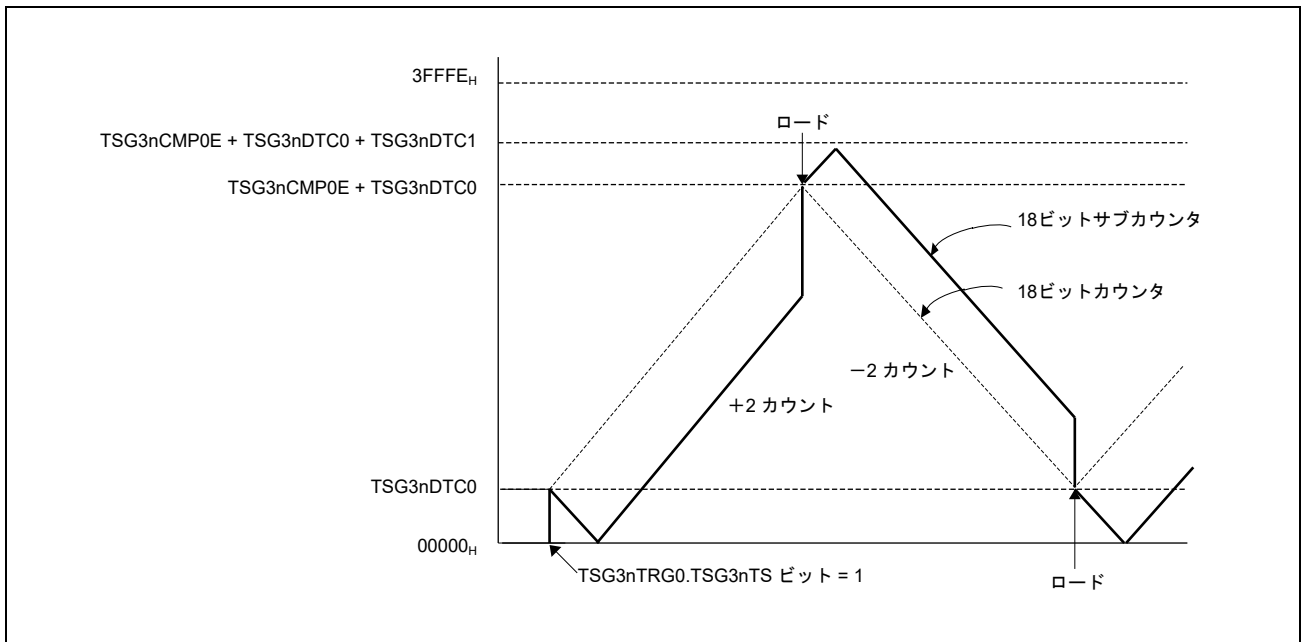 3FFFEH
TSG3nCMP0E + TSG3nDTC0 + TSG3nDTC1
ロード
TSG3nCMP0E + TSG3nDTC0
18ビットサブカウンタ
18ビットカウンタ
－2 カウント
＋2 カウント
TSG3nDTC0
00000H
TSG3nTRG0.TSG3nTS ビット = 1
ロード